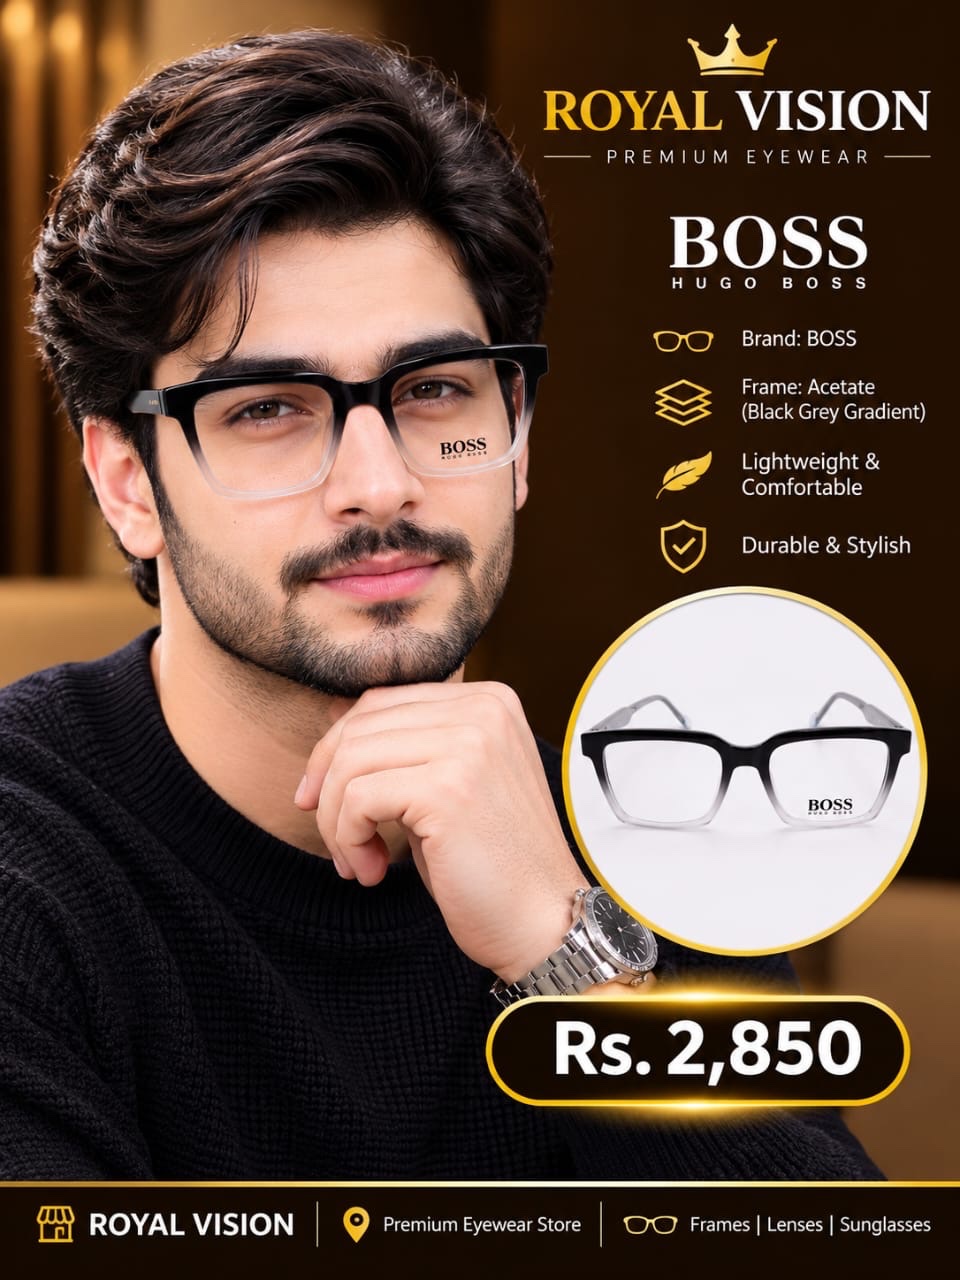 ROYAL VISION
PREMIUM EYEWEAR
BOSS
HUGO BOSS
Brand: BOSS
Frame: Acetate
(Black Grey Gradient)
Lightweight &
Comfortable
Durable & Stylish
BOSS
HUGO BOSS
BOSS
HUGO BOSS
Rs. 2,850
ROYAL VISION
Premium Eyewear Store
Frames | Lenses | Sunglasses